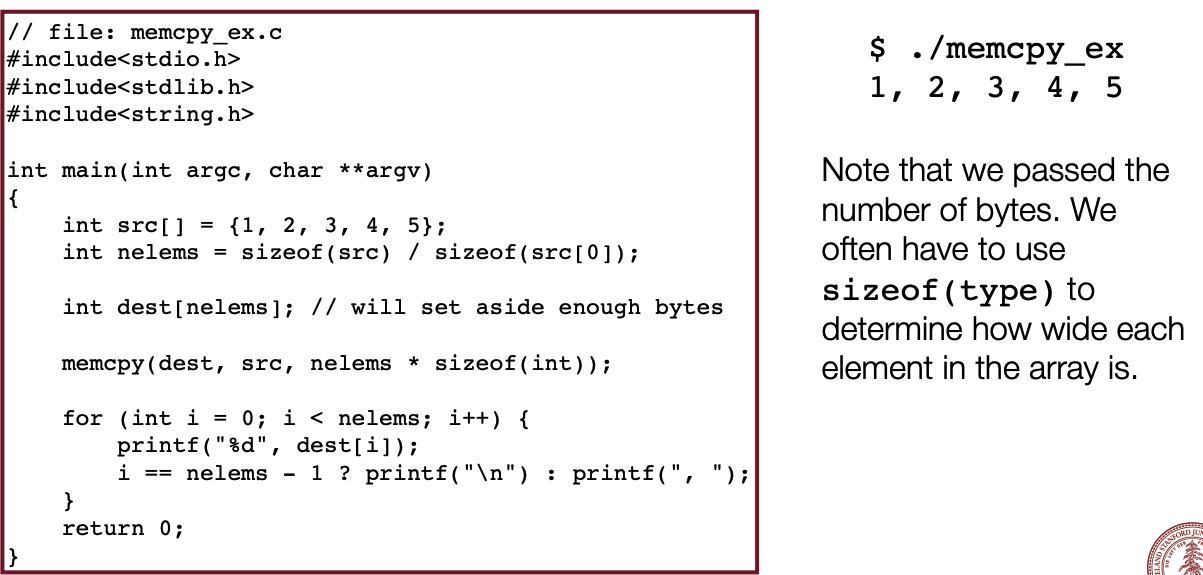 // file: memcpy_ex.c
#include<stdio.h>
#include<stdlib.h>
#include<string.h>

int main(int argc, char **argv)
{
    int src[] = {1, 2, 3, 4, 5};
    int nelems = sizeof(src) / sizeof(src[0]);

    int dest[nelems]; // will set aside enough bytes

    memcpy(dest, src, nelems * sizeof(int));

    for (int i = 0; i < nelems; i++) {
        printf("%d", dest[i]);
        i == nelems - 1 ? printf("\n") : printf(", ");
    }
    return 0;
}
$ ./memcpy_ex
1, 2, 3, 4, 5
Note that we passed the
number of bytes. We
often have to use
sizeof(type) to
determine how wide each
element in the array is.